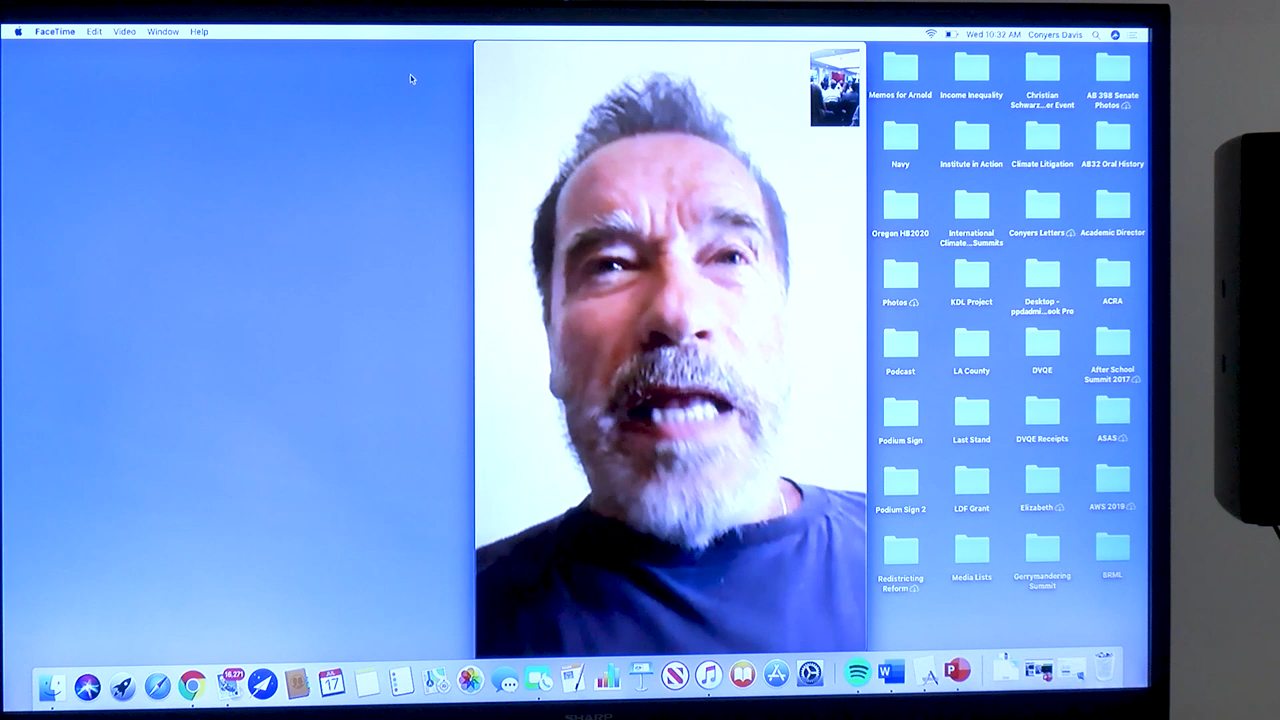 FaceTime Edit Video Window Help
Wed 10:32 AM Conyers Davis
Memos for Arnold
Income Inequality
Christian
Schwarz...er Event
AB 398 Senate
Photos
Navy
Institute in Action
Climate Litigation
AB32 Oral History
Oregon HB2020
International
Climate...Summits
Conyers Letters
Academic Director
Photos
KDL Project
Desktop -
ppdadmi...ook Pro
ACRA
Podcast
LA County
DVQE
After School
Summit 2017
Podium Sign
Last Stand
DVQE Receipts
ASAS
Podium Sign 2
LDF Grant
Elizabeth
AWS 2019
Redistricting
Reform
Media Lists
Gerrymandering
Summit
BRML
16,271
JUL
17
W
P
SHARP